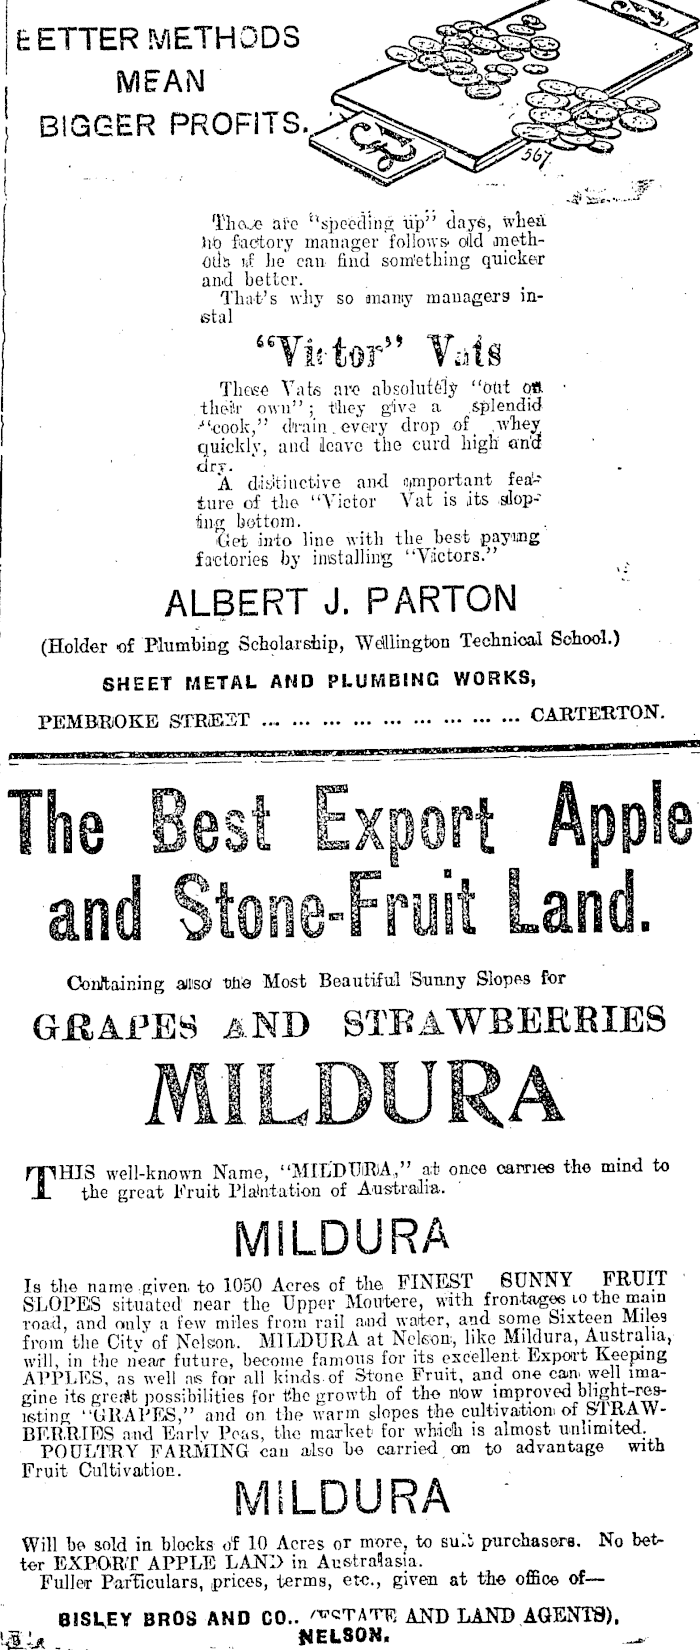 BETTER METHODS
MEAN
BIGGER PROFITS.
567
These are "speeding up" days, when
no factory manager follows old meth-
ods if he can find something quicker
and better.
That's why so many managers in-
stal
"Victor" Vats
These Vats are absolutely "out on
their own"; they give a splendid
"cook," drain every drop of whey
quickly, and leave the curd high and
dry.
A distinctive and important fea-
ture of the "Victor Vat is its slop-
ing bottom.
Get into line with the best paying
factories by installing "Victors."
ALBERT J. PARTON
(Holder of Plumbing Scholarship, Wellington Technical School.)
SHEET METAL AND PLUMBING WORKS,
PEMBROKE STREET ... ... ... ... ... ... ... ... ... CARTERTON.
The Best Export Apple
and Stone-Fruit Land.
Containing also the Most Beautiful Sunny Slopes for
GRAPES AND STRAWBERRIES
MILDURA
THIS well-known Name, "MILDURA," at once carries the mind to
the great Fruit Plantation of Australia.
MILDURA
Is the name given to 1050 Acres of the FINEST SUNNY FRUIT
SLOPES situated near the Upper Moutere, with frontages to the main
road, and only a few miles from rail and water, and some Sixteen Miles
from the City of Nelson. MILDURA at Nelson, like Mildura, Australia,
will, in the near future, become famous for its excellent Export Keeping
APPLES, as well as for all kinds of Stone Fruit, and one can well ima-
gine its great possibilities for the growth of the now improved blight-res-
isting "GRAPES," and on the warm slopes the cultivation of STRAW-
BERRIES and Early Peas, the market for which is almost unlimited.
POULTRY FARMING can also be carried on to advantage with
Fruit Cultivation.
MILDURA
Will be sold in blocks of 10 Acres or more, to suit purchasers. No bet-
ter EXPORT APPLE LAND in Australasia.
Fuller Particulars, prices, terms, etc., given at the office of—
BISLEY BROS AND CO.. (ESTATE AND LAND AGENTS),
NELSON.